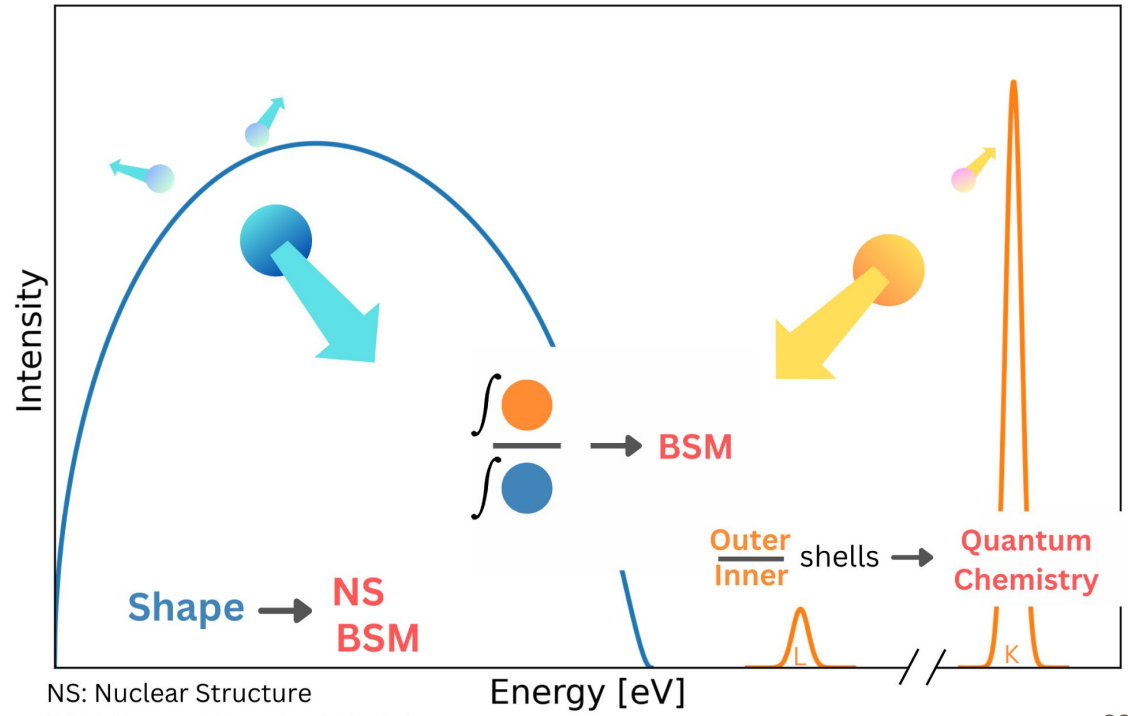 Intensity
∫
∫
BSM
Outer
Inner
shells
Quantum
Chemistry
Shape
NS
BSM
L
K
NS: Nuclear Structure
Energy [eV]